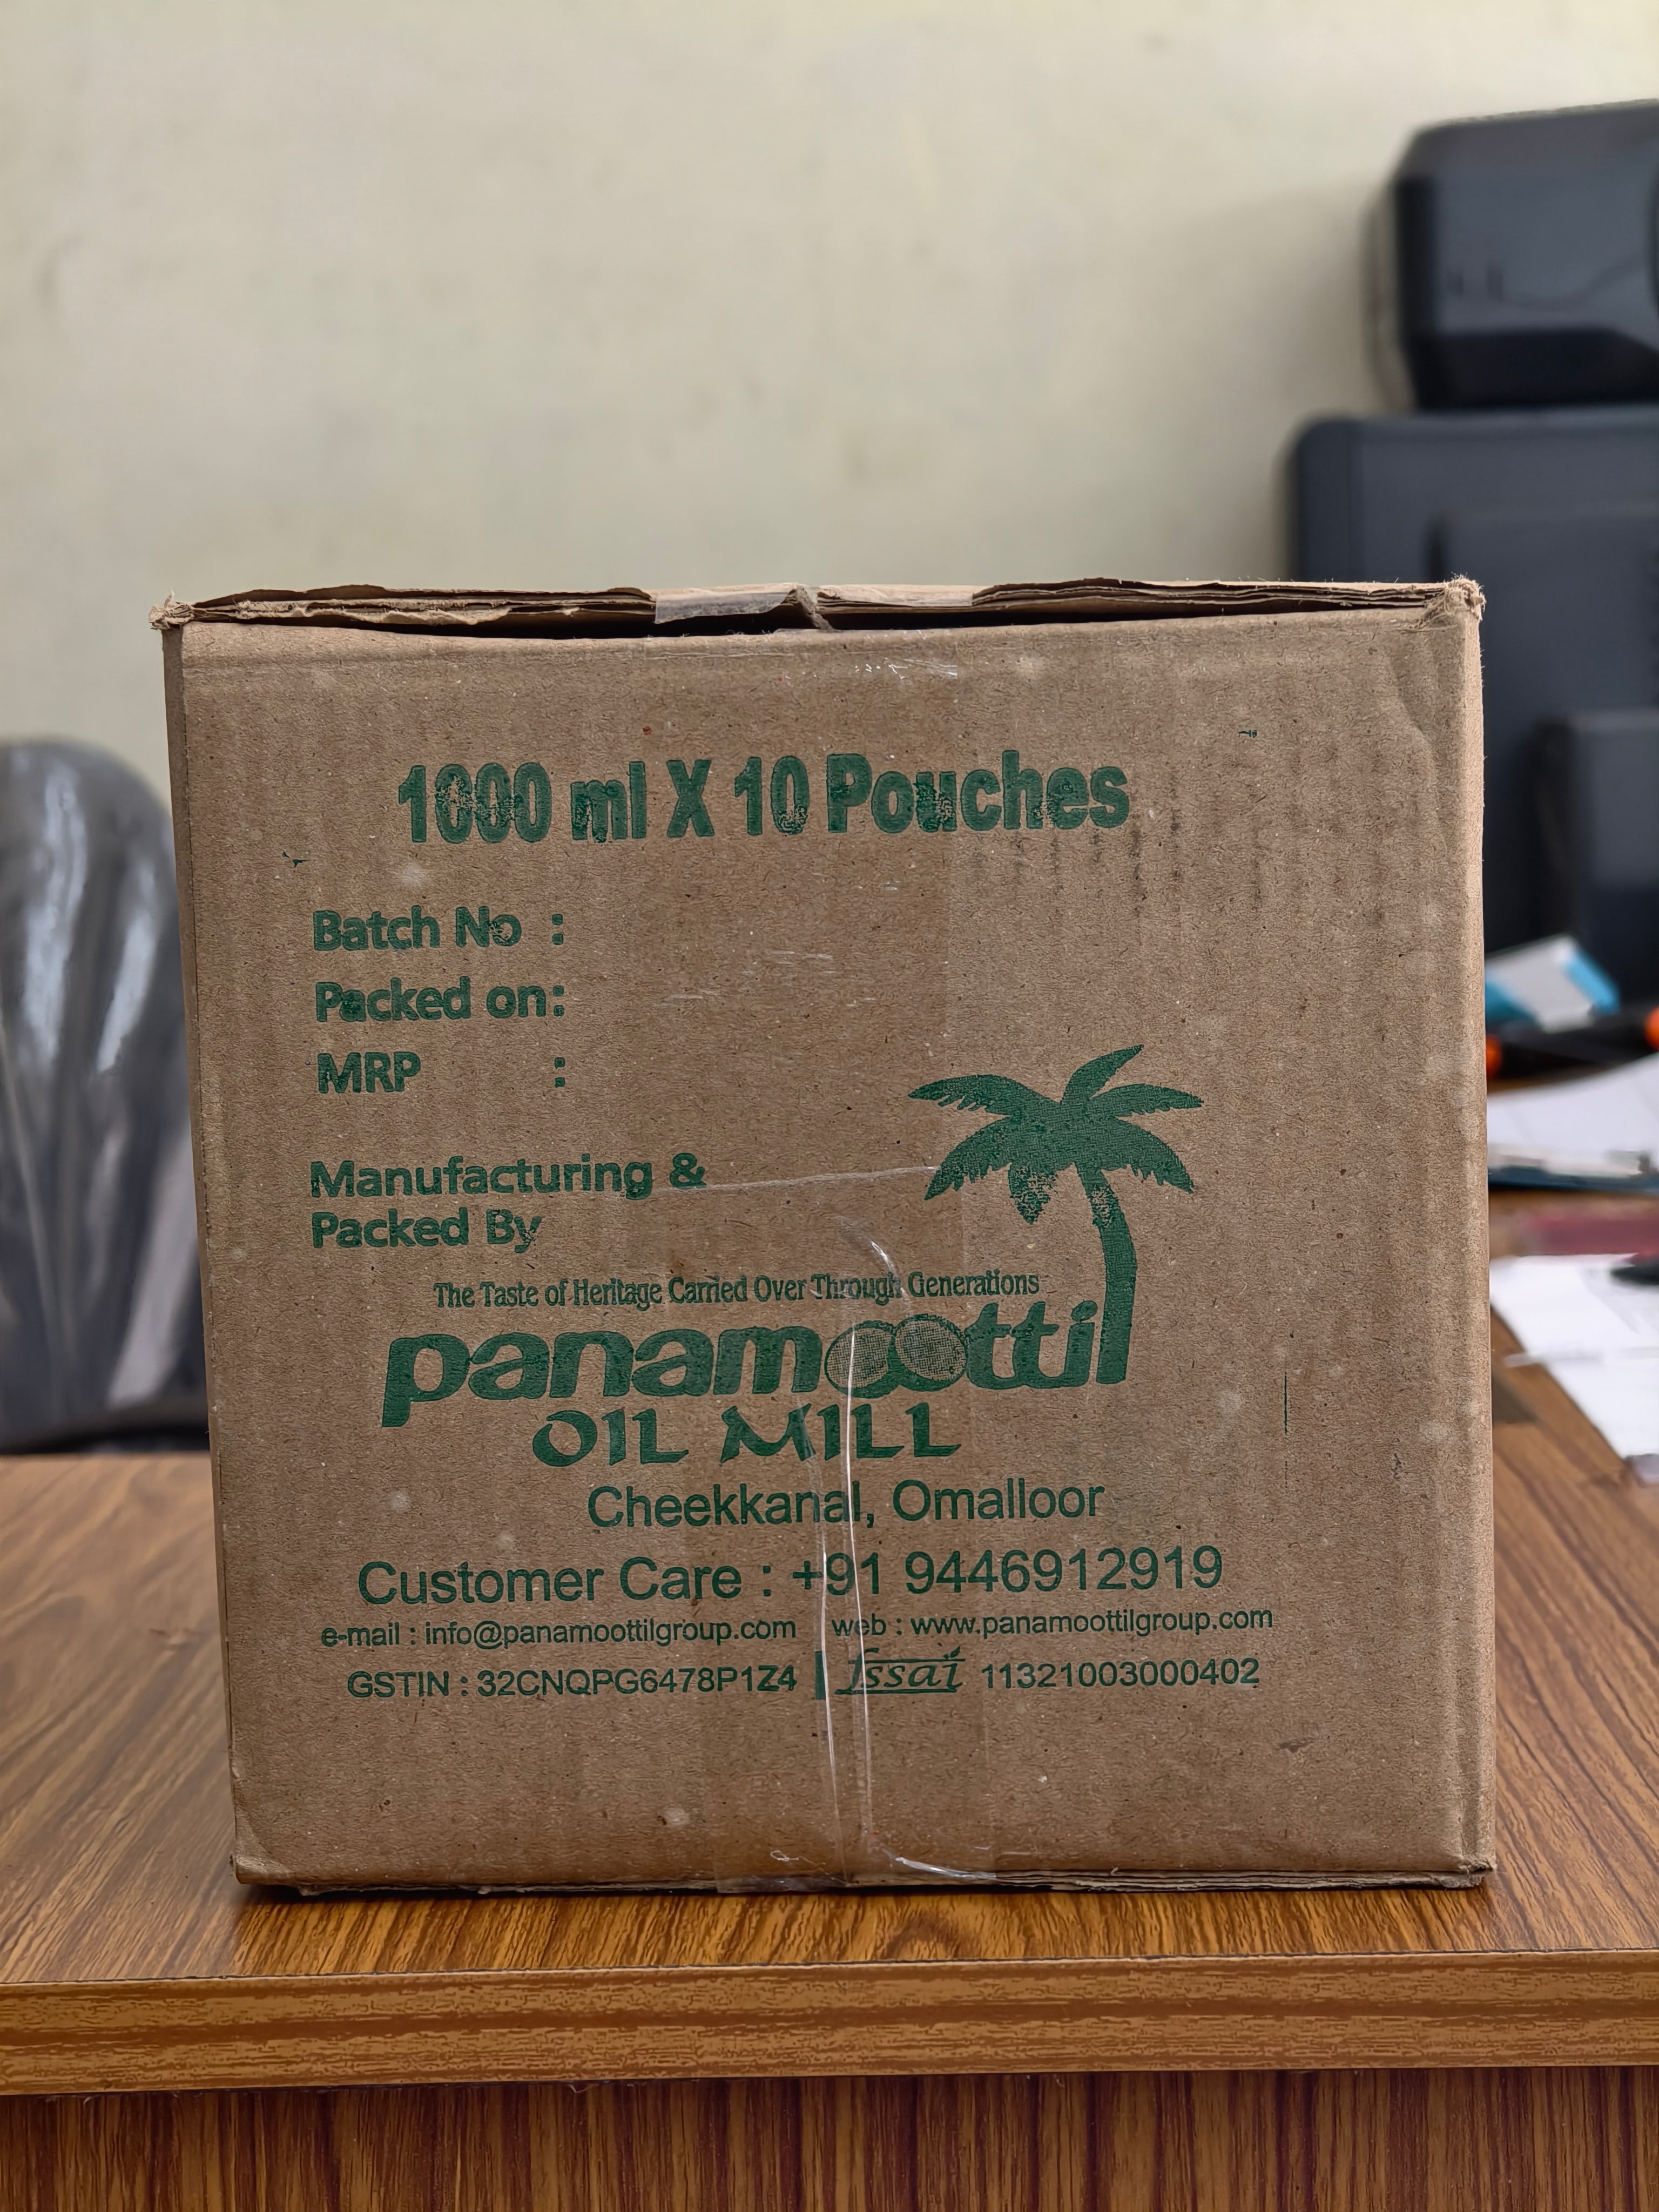 1000 ml X 10 Pouches
Batch No :
Packed on :
MRP :
Manufacturing &
Packed By
The Taste of Heritage Carried Over Through Generations
panamoottil
OIL MILL
Cheekkanal, Omalloor
Customer Care : +91 9446912919
e-mail : info@panamoottilgroup.com web : www.panamoottilgroup.com
GSTIN : 32CNQPG6478P1Z4 | fssai 11321003000402